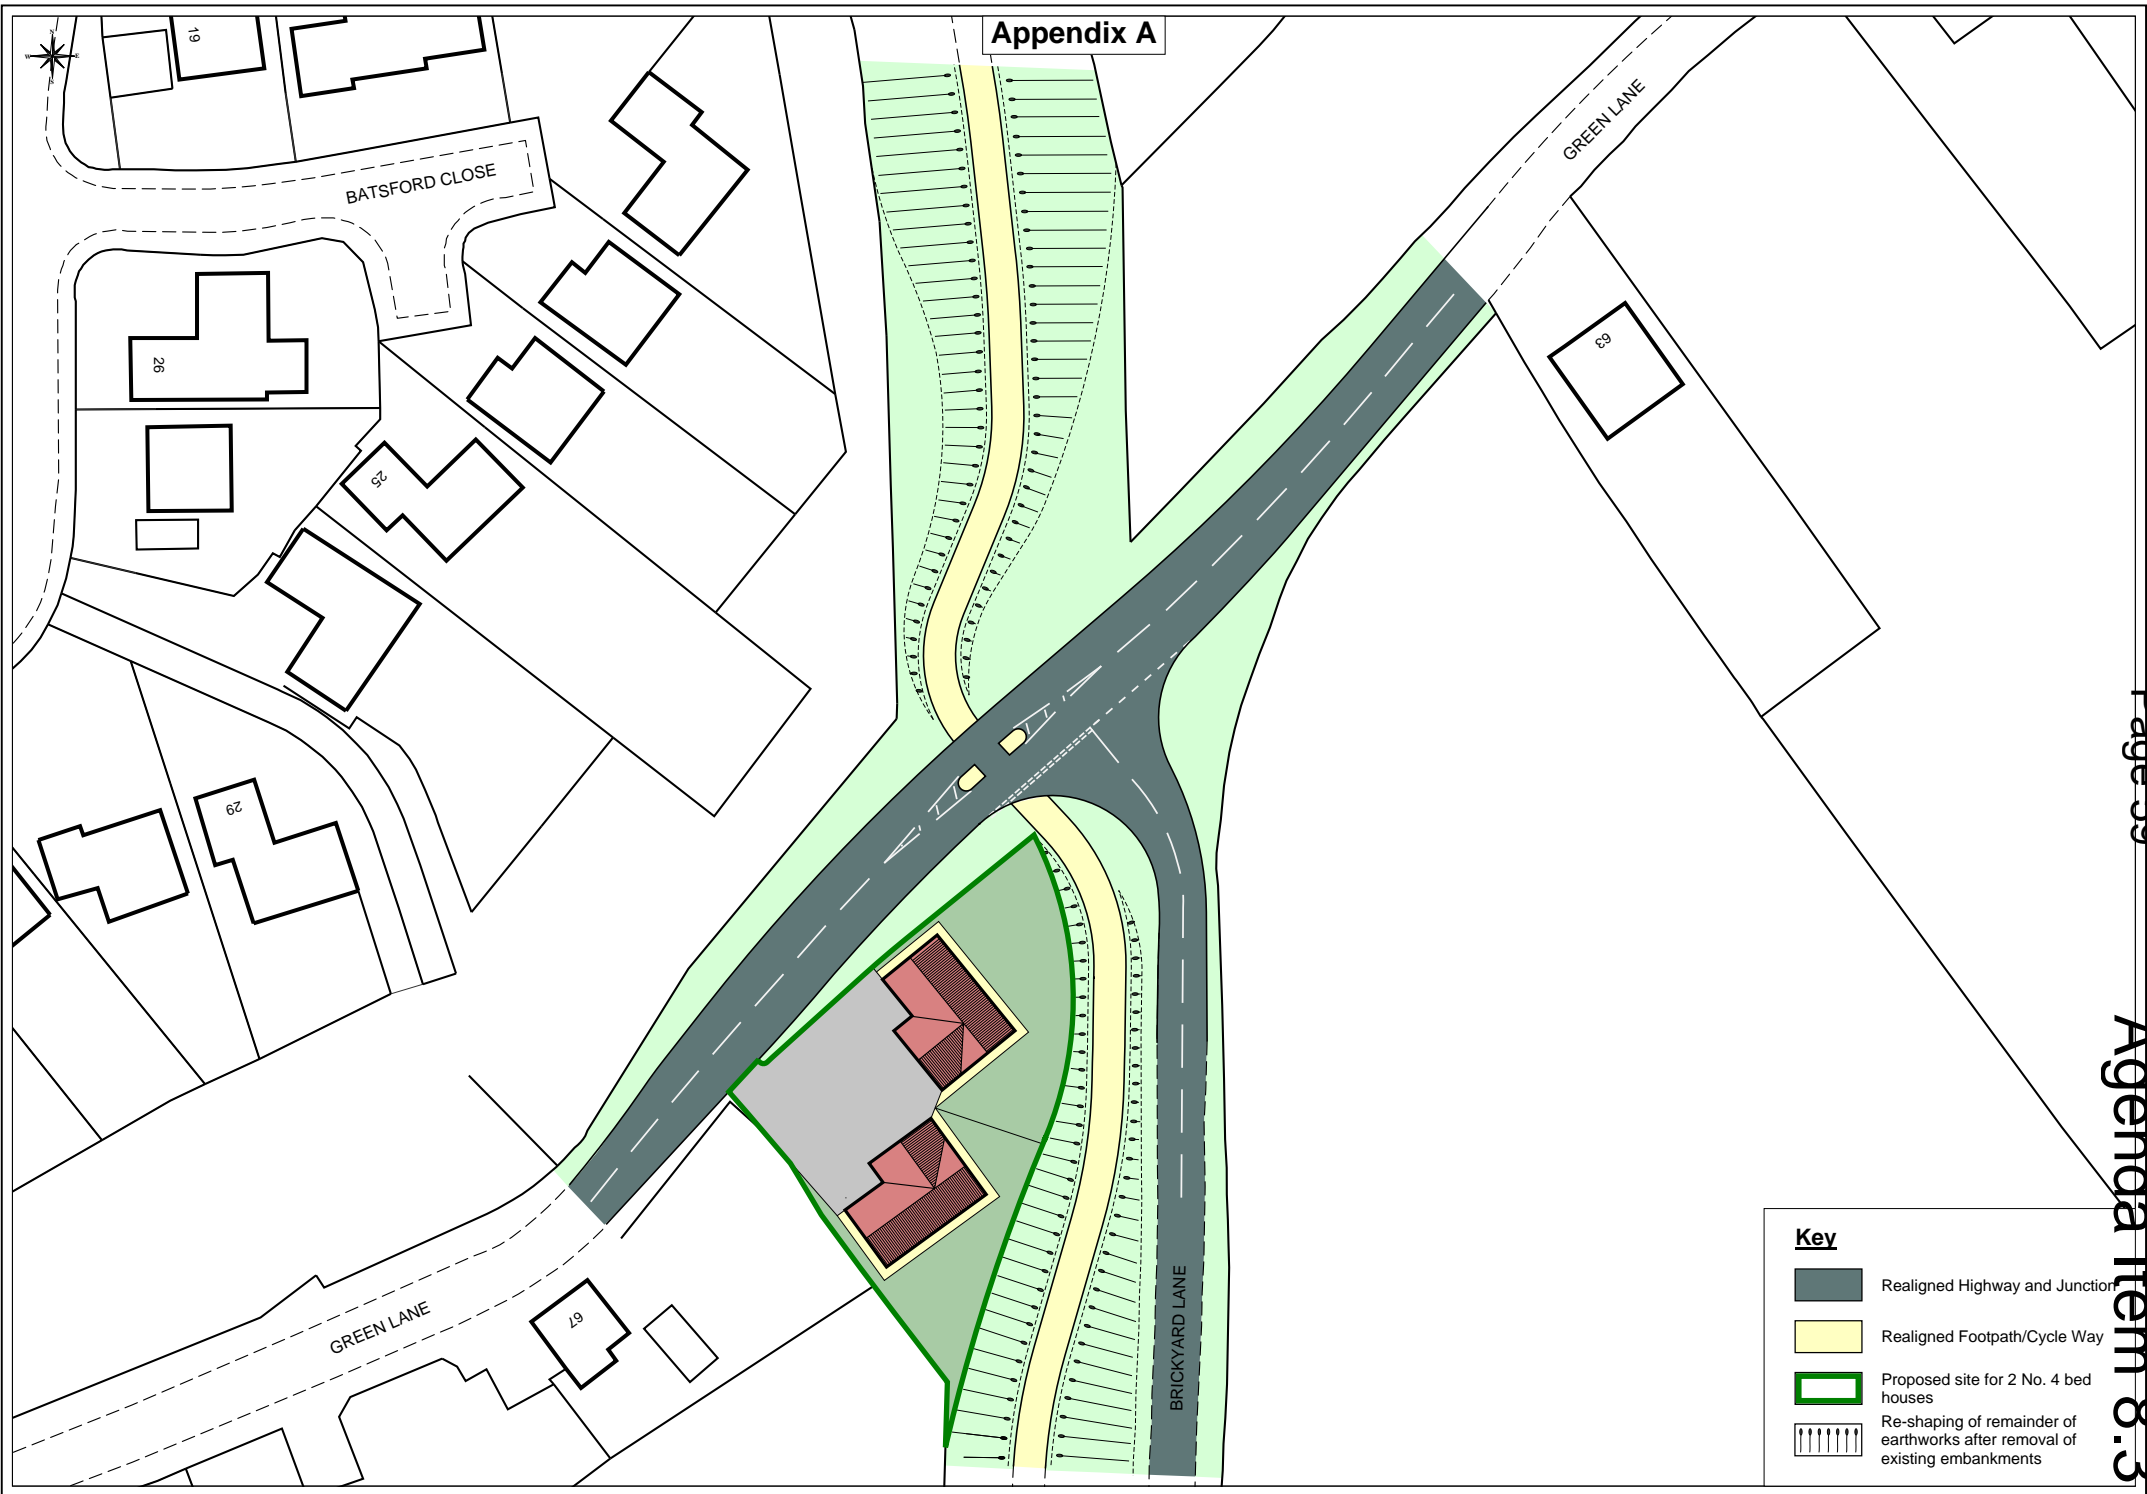 Appendix A
N
W
E
S
19
BATSFORD CLOSE
GREEN LANE
26
63
25
29
Page 39
Agenda Item 8.3
67
GREEN LANE
BRICKYARD LANE
Key
Realigned Highway and Junction
Realigned Footpath/Cycle Way
Proposed site for 2 No. 4 bed
houses
Re-shaping of remainder of
earthworks after removal of
existing embankments